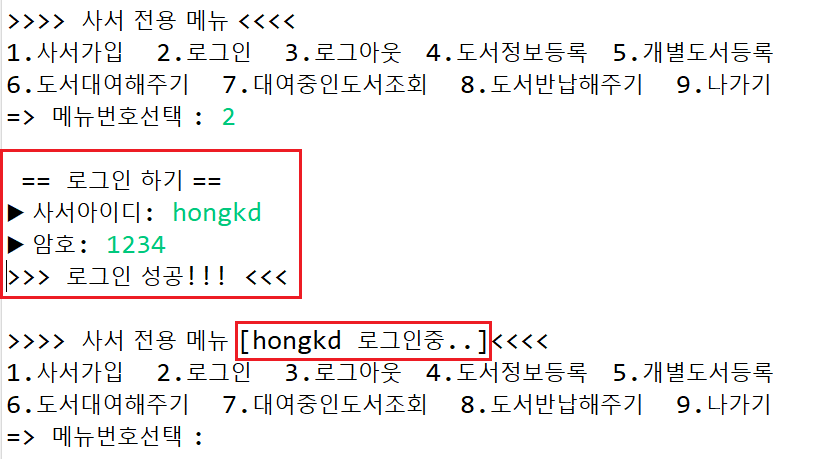 >>>> 사서 전용 메뉴 <<<<
1.사서가입  2.로그인  3.로그아웃  4.도서정보등록  5.개별도서등록
6.도서대여해주기  7.대여중인도서조회  8.도서반납해주기  9.나가기
=> 메뉴번호선택 : 2
== 로그인 하기 ==
▶ 사서아이디: hongkd
▶ 암호: 1234
>>> 로그인 성공!!! <<<
>>>> 사서 전용 메뉴 [hongkd 로그인중..]<<<<
1.사서가입  2.로그인  3.로그아웃  4.도서정보등록  5.개별도서등록
6.도서대여해주기  7.대여중인도서조회  8.도서반납해주기  9.나가기
=> 메뉴번호선택 :